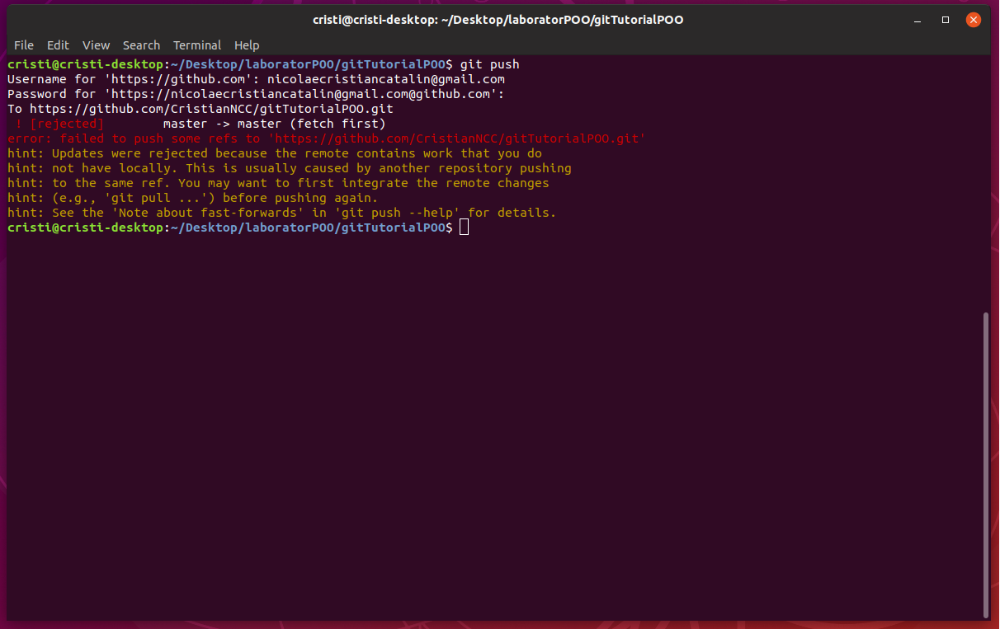 cristi@cristi-desktop: ~/Desktop/laboratorPOO/gitTutorialPOO
File Edit View Search Terminal Help
cristi@cristi-desktop:~/Desktop/laboratorPOO/gitTutorialPOO$ git push
Username for 'https://github.com': nicolaecristiancatalin@gmail.com
Password for 'https://nicolaecristiancatalin@gmail.com@github.com':
To https://github.com/CristianNCC/gitTutorialPOO.git
 ! [rejected]        master -> master (fetch first)
error: failed to push some refs to 'https://github.com/CristianNCC/gitTutorialPOO.git'
hint: Updates were rejected because the remote contains work that you do
hint: not have locally. This is usually caused by another repository pushing
hint: to the same ref. You may want to first integrate the remote changes
hint: (e.g., 'git pull ...') before pushing again.
hint: See the 'Note about fast-forwards' in 'git push --help' for details.
cristi@cristi-desktop:~/Desktop/laboratorPOO/gitTutorialPOO$